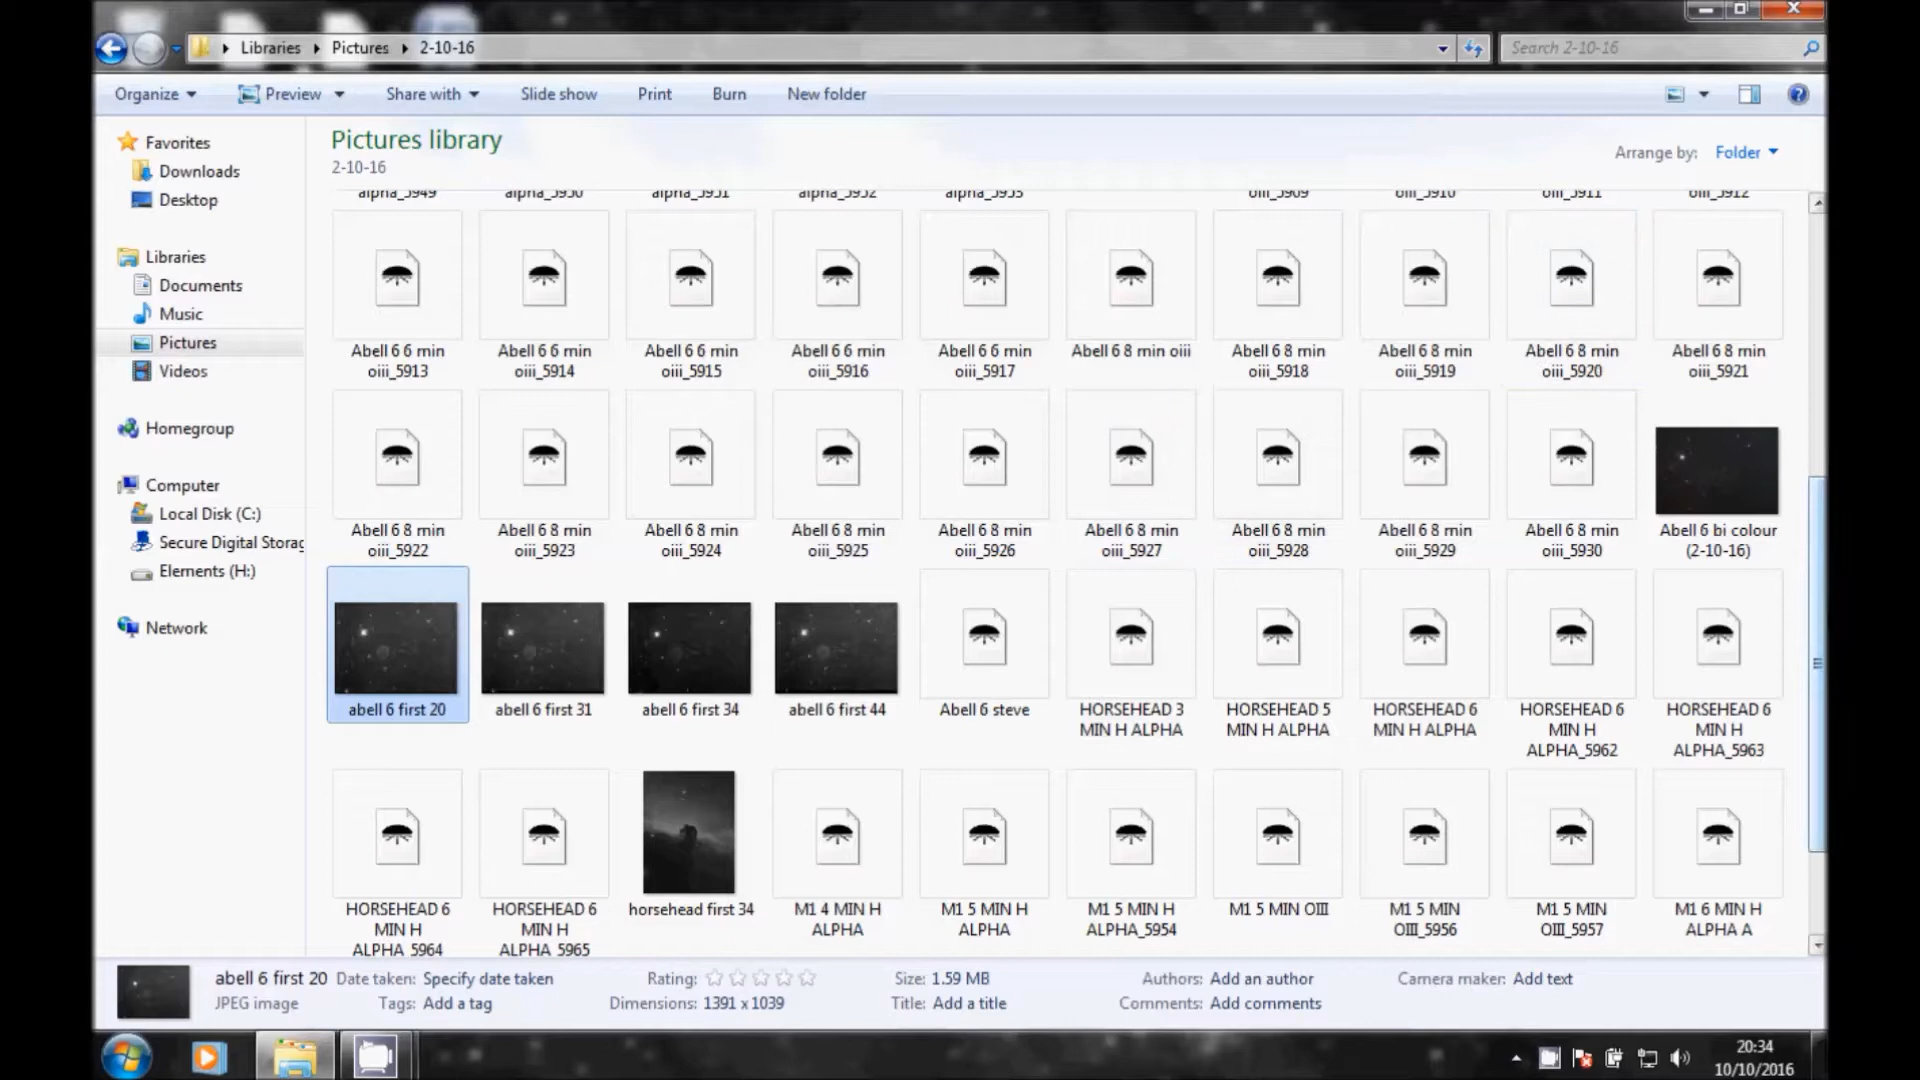 Libraries Pictures 2-10-16
Search 2-10-16
Organize Preview Share with Slide show Print Burn New folder
Favorites
Downloads
Desktop
Libraries
Documents
Music
Pictures
Videos
Homegroup
Computer
Local Disk (C:)
Secure Digital Storag
Elements (H:)
Network
Pictures library
2-10-16
Arrange by: Folder
alpha_5949 alpha_5950 alpha_5951 alpha_5952 alpha_5953 oiii_5909 oiii_5910 oiii_5911 oiii_5912
Abell 6 6 min oiii_5913
Abell 6 6 min oiii_5914
Abell 6 6 min oiii_5915
Abell 6 6 min oiii_5916
Abell 6 6 min oiii_5917
Abell 6 8 min oiii
Abell 6 8 min oiii_5918
Abell 6 8 min oiii_5919
Abell 6 8 min oiii_5920
Abell 6 8 min oiii_5921
Abell 6 8 min oiii_5922
Abell 6 8 min oiii_5923
Abell 6 8 min oiii_5924
Abell 6 8 min oiii_5925
Abell 6 8 min oiii_5926
Abell 6 8 min oiii_5927
Abell 6 8 min oiii_5928
Abell 6 8 min oiii_5929
Abell 6 8 min oiii_5930
Abell 6 bi colour (2-10-16)
abell 6 first 20
abell 6 first 31
abell 6 first 34
abell 6 first 44
Abell 6 steve
HORSEHEAD 3 MIN H ALPHA
HORSEHEAD 5 MIN H ALPHA
HORSEHEAD 6 MIN H ALPHA
HORSEHEAD 6 MIN H ALPHA_5962
HORSEHEAD 6 MIN H ALPHA_5963
HORSEHEAD 6 MIN H ALPHA_5964
HORSEHEAD 6 MIN H ALPHA_5965
horsehead first 34
M1 4 MIN H ALPHA
M1 5 MIN H ALPHA
M1 5 MIN H ALPHA_5954
M1 5 MIN OIII
M1 5 MIN OIII_5956
M1 5 MIN OIII_5957
M1 6 MIN H ALPHA A
abell 6 first 20 Date taken: Specify date taken Rating: Size: 1.59 MB Authors: Add an author Camera maker: Add text
JPEG image Tags: Add a tag Dimensions: 1391 x 1039 Title: Add a title Comments: Add comments
20:34
10/10/2016